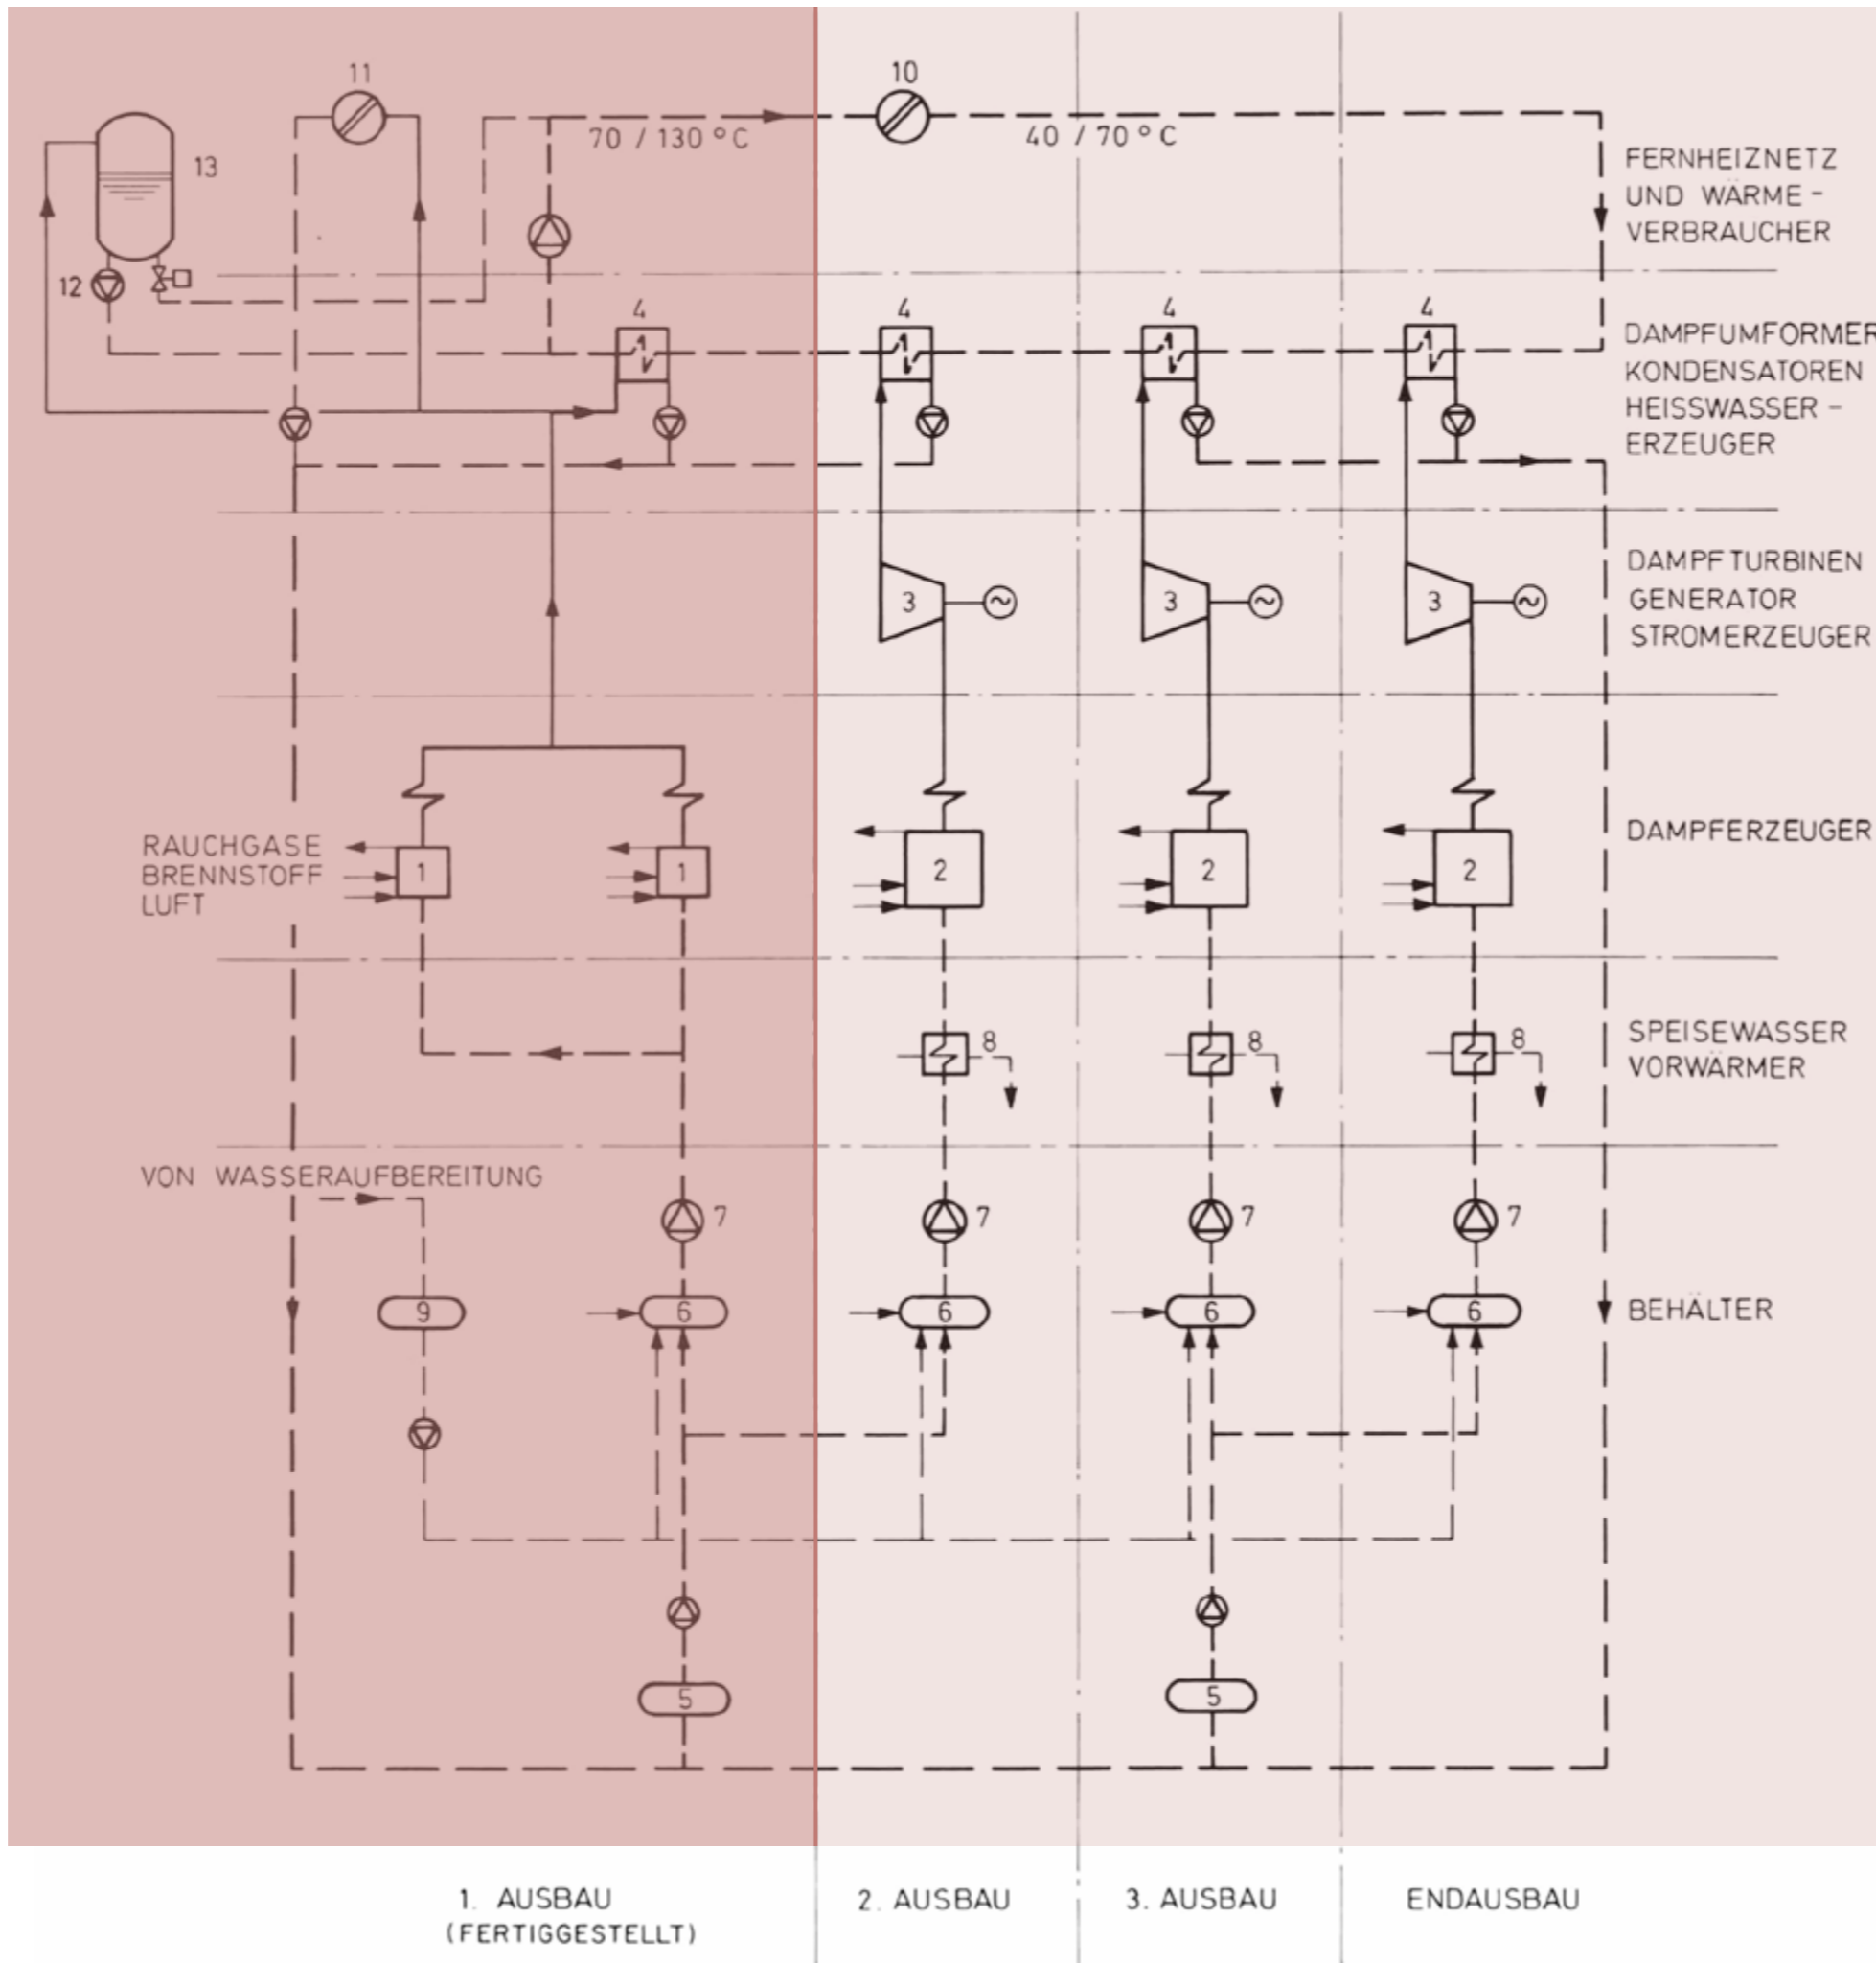 11
10
70 / 130 °C
40 / 70 °C
13
12
FERNHEIZNETZ
UND WÄRME-
VERBRAUCHER
4
4
4
4
DAMPFUMFORMER
KONDENSATOREN
HEISSWASSER-
ERZEUGER
3
3
3
DAMPFTURBINEN
GENERATOR
STROMERZEUGER
RAUCHGASE
BRENNSTOFF
LUFT
1
1
2
2
2
DAMPFERZEUGER
8
8
8
SPEISEWASSER
VORWÄRMER
VON WASSERAUFBEREITUNG
7
7
7
7
9
6
6
6
6
BEHÄLTER
5
5
1. AUSBAU
(FERTIGGESTELLT)
2. AUSBAU
3. AUSBAU
ENDAUSBAU